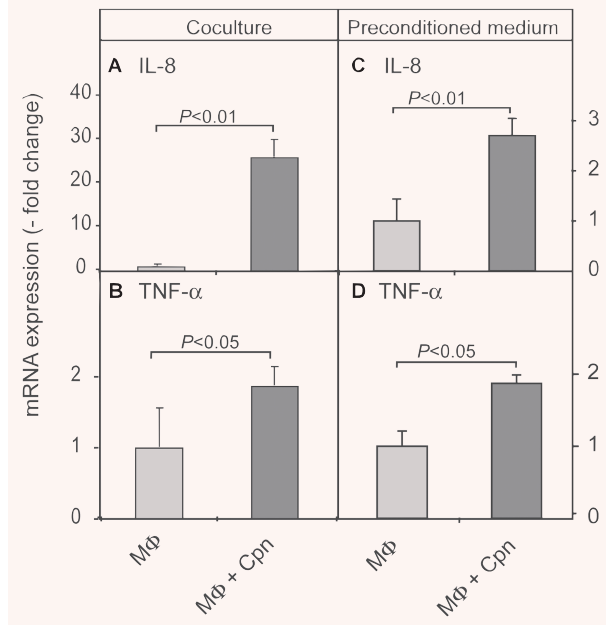 Coculture
Preconditioned medium
mRNA expression (- fold change)
A IL-8
P<0.01
40
30
20
10
0
C IL-8
P<0.01
3
2
1
0
B TNF-α
P<0.05
2
1
0
D TNF-α
P<0.05
2
1
0
MΦ
MΦ + Cpn
MΦ
MΦ + Cpn